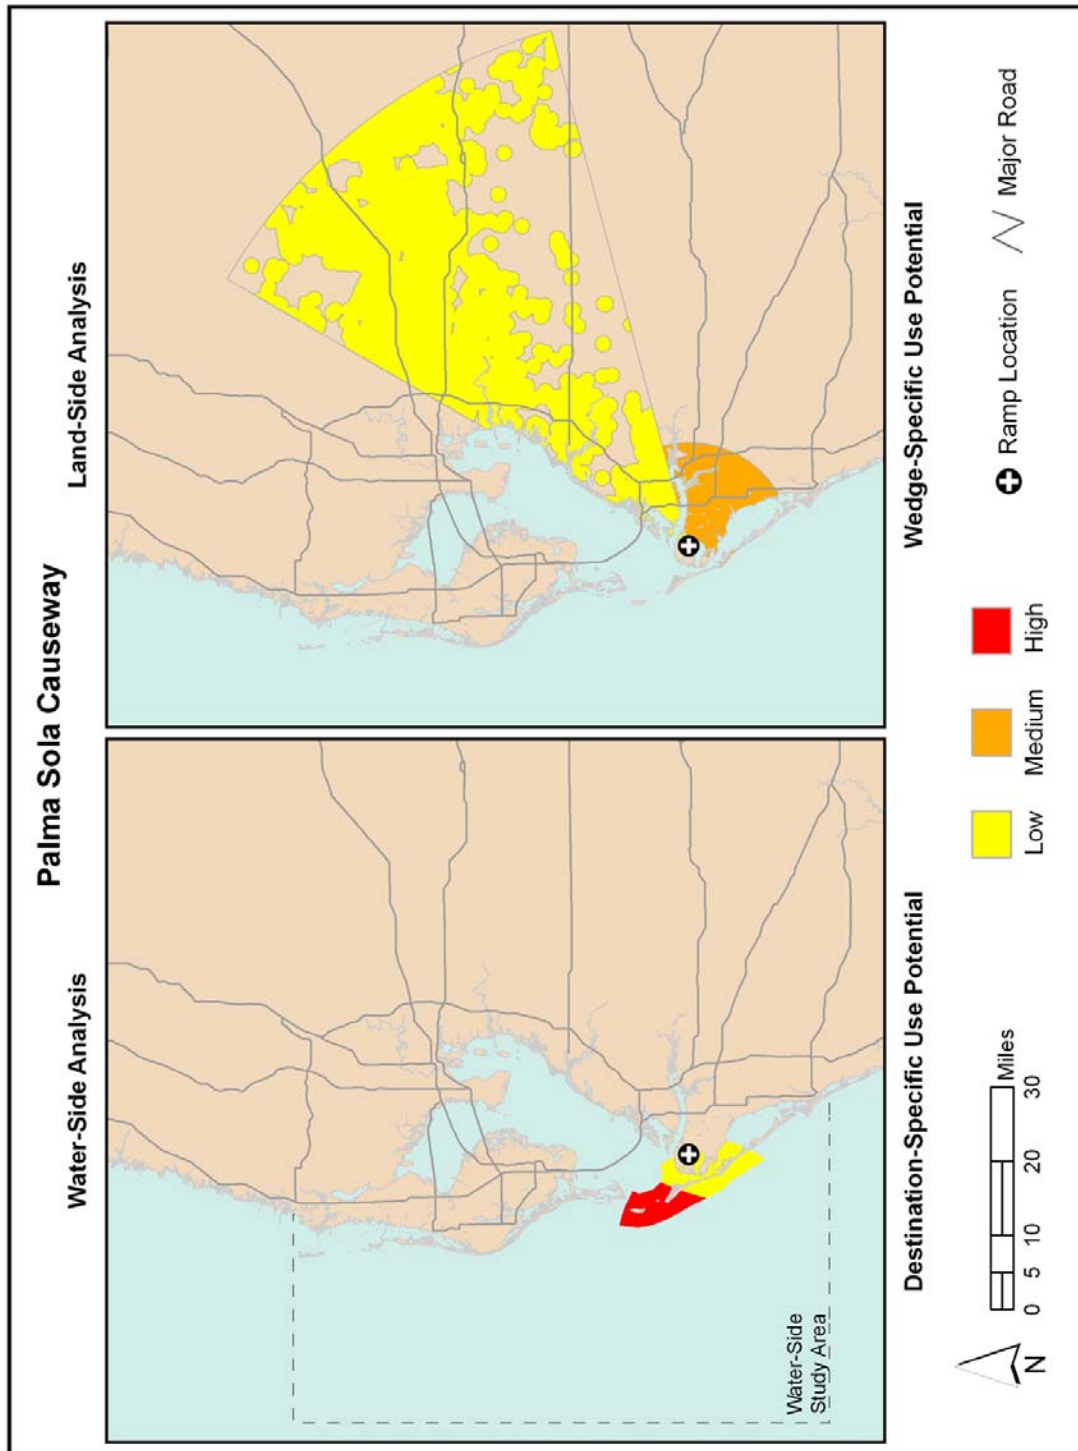 Palma Sola Causeway
Water-Side Analysis
Land-Side Analysis
Water-Side
Study Area
Destination-Specific Use Potential
Wedge-Specific Use Potential
N
0 5 10 20 30
Miles
Low
Medium
High
Ramp Location
Major Road